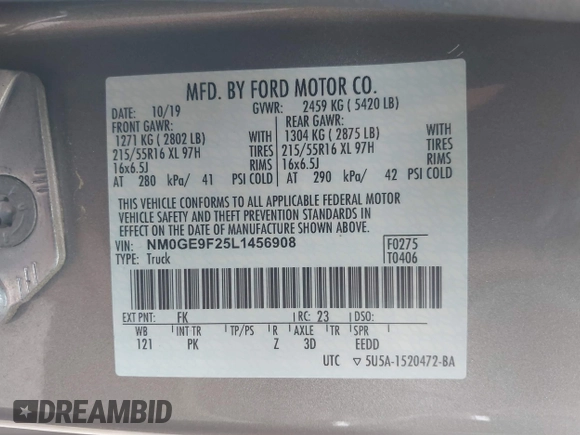 MFD. BY FORD MOTOR CO.
DATE: 10/19 GVWR: 2459 KG ( 5420 LB)
FRONT GAWR: REAR GAWR:
1271 KG ( 2802 LB) WITH 1304 KG ( 2875 LB) WITH
215/55R16 XL 97H TIRES 215/55R16 XL 97H TIRES
16x6.5J RIMS 16x6.5J RIMS
AT 280 kPa/ 41 PSI COLD AT 290 kPa/ 42 PSI COLD
THIS VEHICLE CONFORMS TO ALL APPLICABLE FEDERAL MOTOR
VEHICLE SAFETY AND THEFT PREVENTION STANDARDS IN
EFFECT ON THE DATE OF MANUFACTURE SHOWN ABOVE.
VIN: NM0GE9F25L1456908 F0275
TYPE: Truck T0406
EXT PNT: FK RC: 23 DSO:
WB INT TR TP/PS R AXLE TR SPR
121 PK Z 3D EEDD
UTC ▽ 5U5A-1520472-BA
DREAMBID